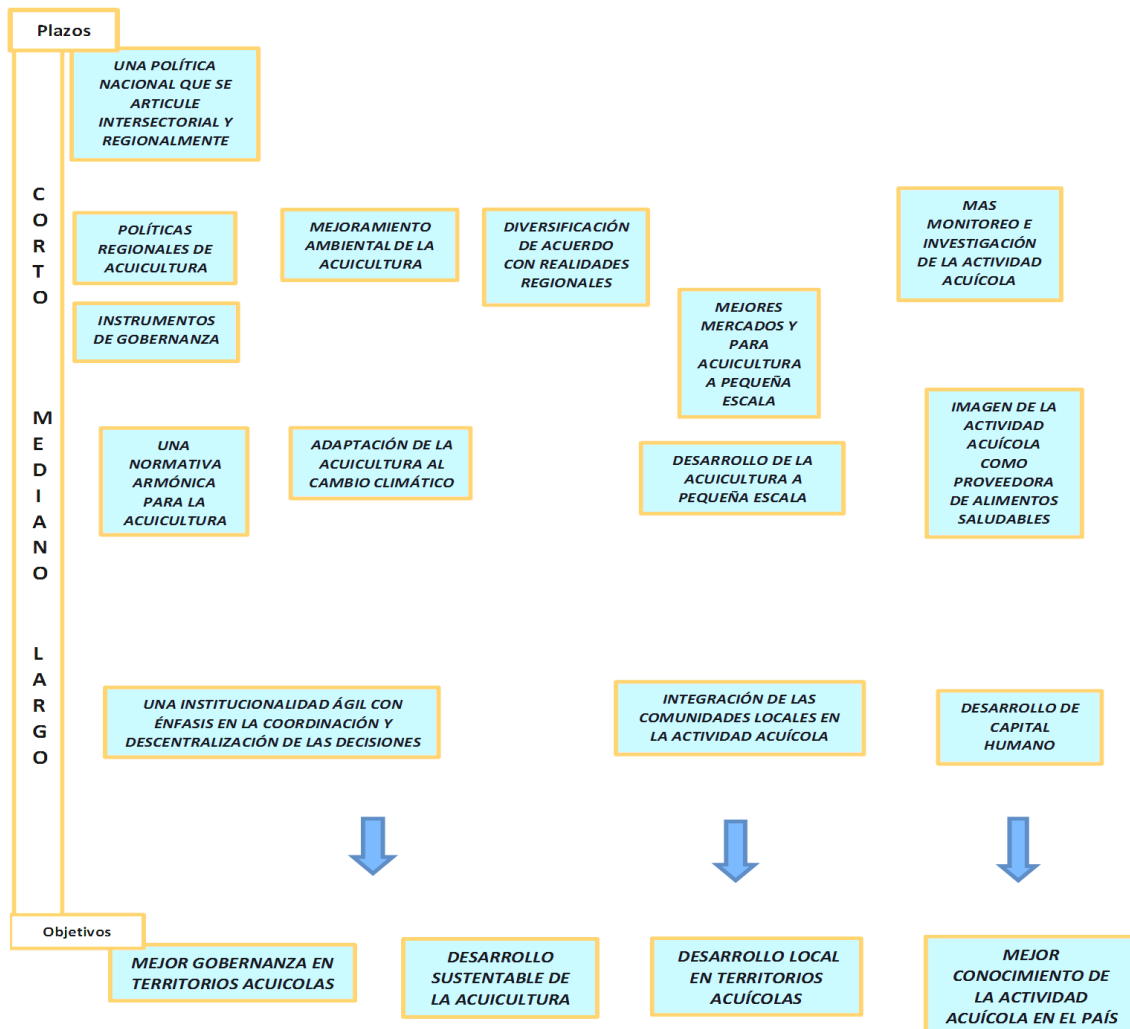 Plazos
UNA POLÍTICA
NACIONAL QUE SE
ARTICULE
INTERSECTORIAL Y
REGIONALMENTE
CORTO
POLÍTICAS
REGIONALES DE
ACUICULTURA
MEJORAMIENTO
AMBIENTAL DE LA
ACUICULTURA
DIVERSIFICACIÓN
DE ACUERDO
CON REALIDADES
REGIONALES
MAS
MONITOREO E
INVESTIGACIÓN
DE LA ACTIVIDAD
ACUÍCOLA
INSTRUMENTOS
DE GOBERNANZA
MEJORES
MERCADOS Y
PARA
ACUICULTURA
A PEQUEÑA
ESCALA
MEDIANO
UNA
NORMATIVA
ARMÓNICA
PARA LA
ACUICULTURA
ADAPTACIÓN DE LA
ACUICULTURA AL
CAMBIO CLIMÁTICO
DESARROLLO DE LA
ACUICULTURA A
PEQUEÑA ESCALA
IMAGEN DE LA
ACTIVIDAD
ACUÍCOLA
COMO
PROVEEDORA
DE ALIMENTOS
SALUDABLES
LARGO
UNA INSTITUCIONALIDAD ÁGIL CON
ÉNFASIS EN LA COORDINACIÓN Y
DESCENTRALIZACIÓN DE LAS DECISIONES
INTEGRACIÓN DE LAS
COMUNIDADES LOCALES EN
LA ACTIVIDAD ACUÍCOLA
DESARROLLO DE
CAPITAL
HUMANO
Objetivos
MEJOR GOBERNANZA EN
TERRITORIOS ACUICOLAS
DESARROLLO
SUSTENTABLE DE
LA ACUICULTURA
DESARROLLO LOCAL
EN TERRITORIOS
ACUÍCOLAS
MEJOR
CONOCIMIENTO DE
LA ACTIVIDAD
ACUÍCOLA EN EL PAÍS